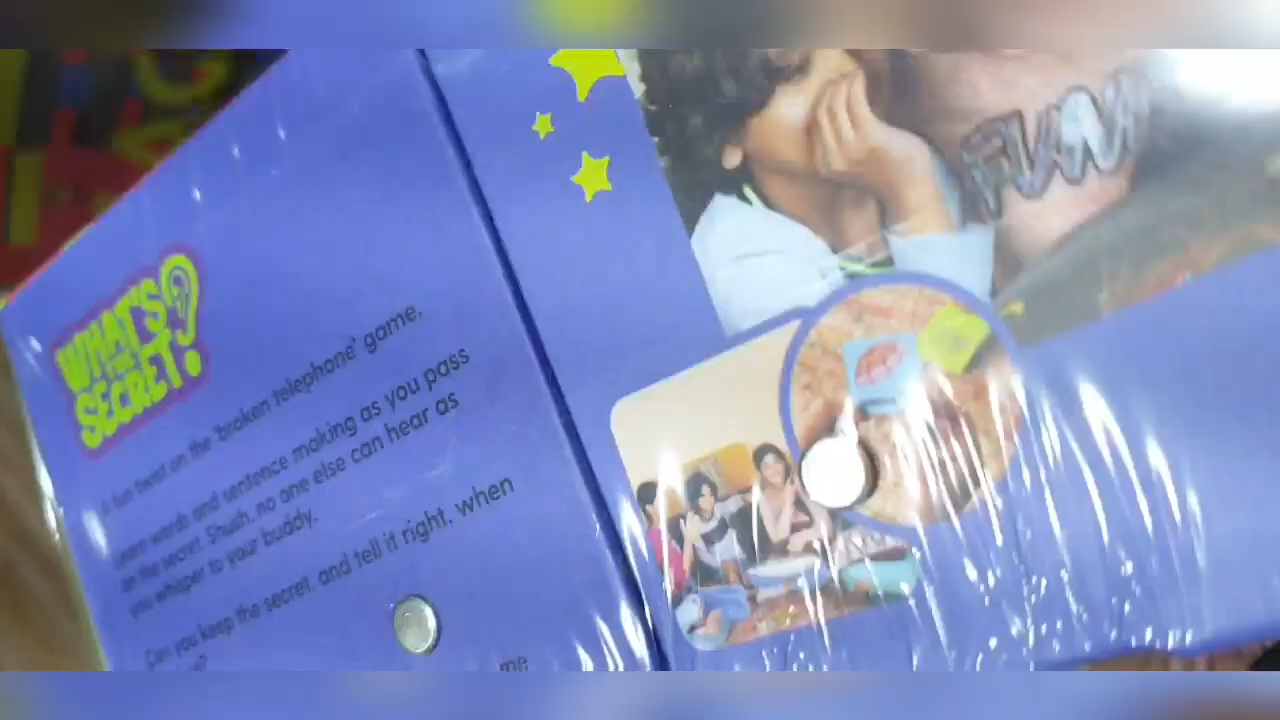 WHAT'S
THE
SECRET?
A fun twist on the 'broken telephone' game.
Learn words and sentence making as you pass
on the secret. Shush, no one else can hear as
you whisper to your buddy.
Can you keep the secret, and tell it right, when
me